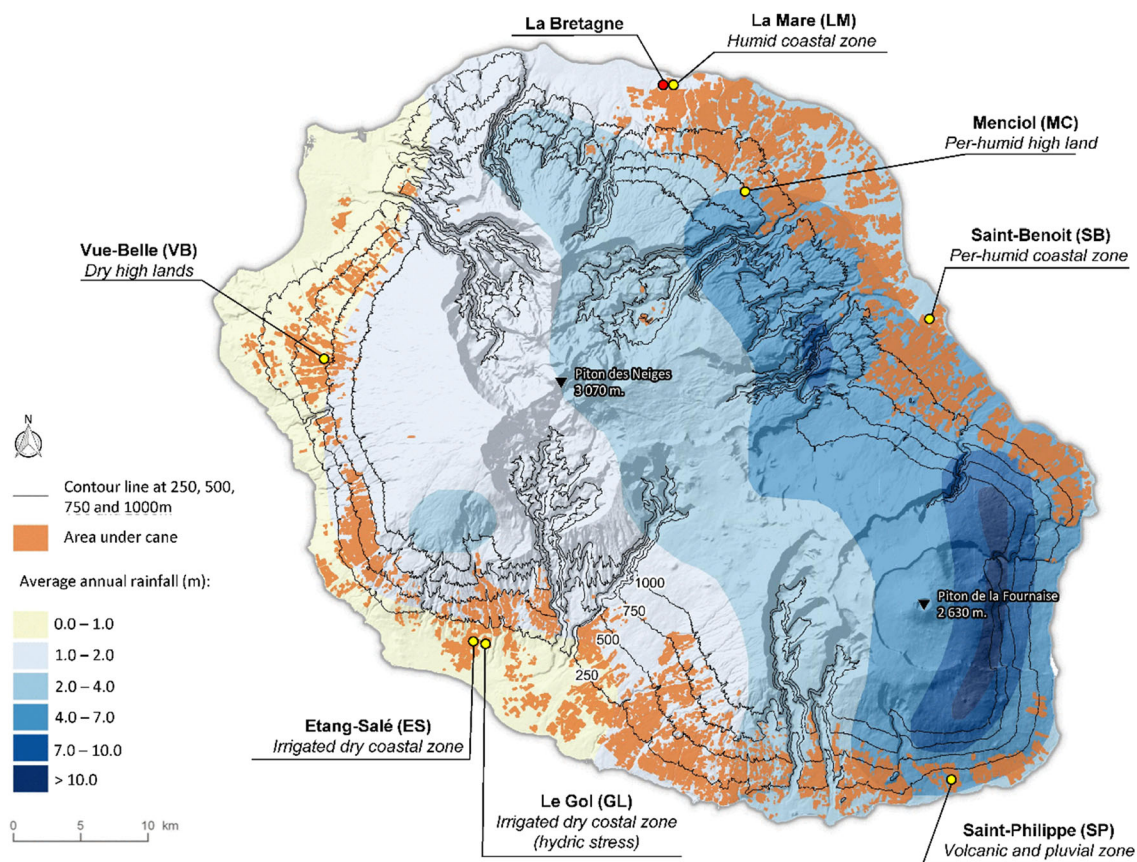 La Bretagne
La Mare (LM)
Humid coastal zone
Menciol (MC)
Per-humid high land
Vue-Belle (VB)
Dry high lands
Saint-Benoit (SB)
Per-humid coastal zone
Piton des Neiges
3 070 m.
N
Contour line at 250, 500,
750 and 1000m
Area under cane
Average annual rainfall (m):
0.0 – 1.0
1.0 – 2.0
2.0 – 4.0
4.0 – 7.0
7.0 – 10.0
> 10.0
0 5 10 km
1000
750
500
250
Piton de la Fournaise
2 630 m.
Etang-Salé (ES)
Irrigated dry coastal zone
Le Gol (GL)
Irrigated dry costal zone
(hydric stress)
Saint-Philippe (SP)
Volcanic and pluvial zone